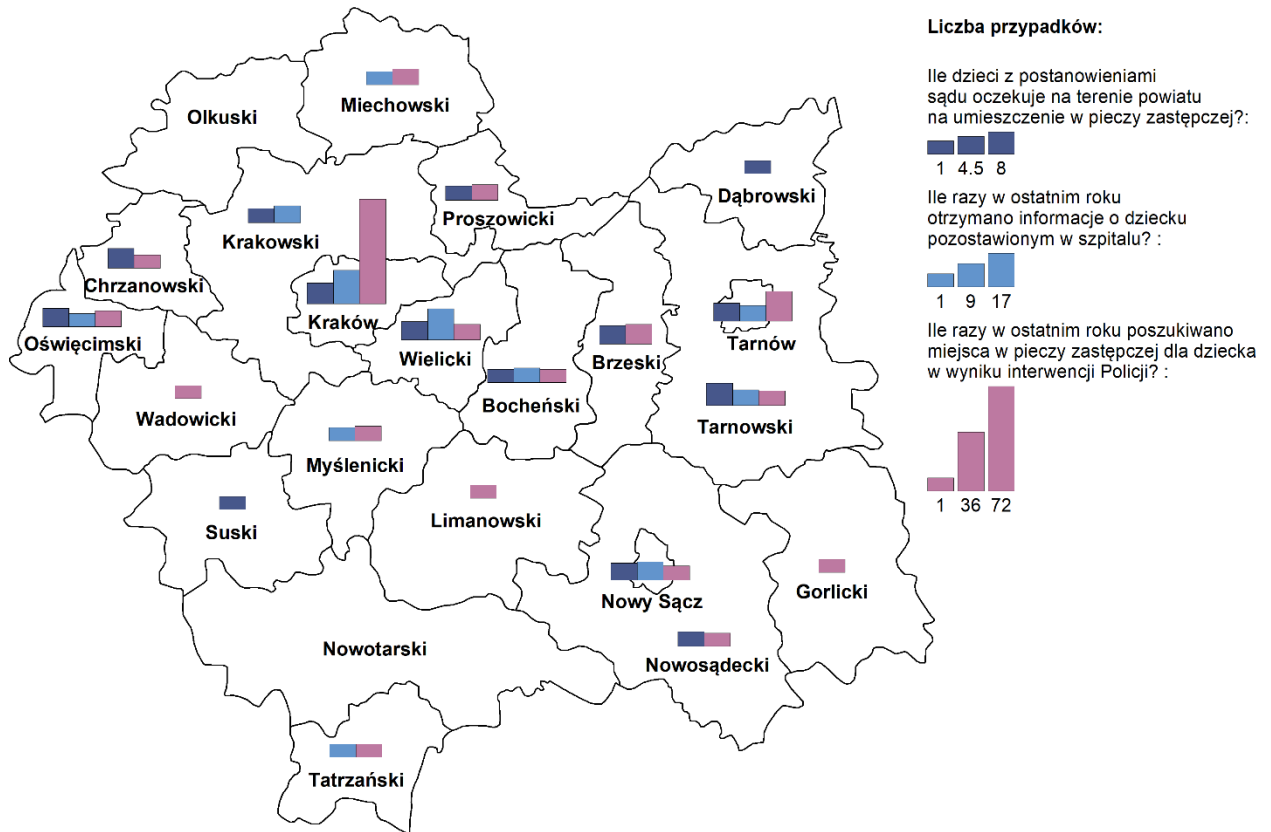 Liczba przypadków:
Ile dzieci z postanowieniami
sądu oczekuje na terenie powiatu
na umieszczenie w pieczy zastępczej?:
1 4.5 8
Ile razy w ostatnim roku
otrzymano informacje o dziecku
pozostawionym w szpitalu? :
1 9 17
Ile razy w ostatnim roku poszukiwano
miejsca w pieczy zastępczej dla dziecka
w wyniku interwencji Policji? :
1 36 72
Miechowski
Olkuski
Dąbrowski
Proszowicki
Krakowski
Chrzanowski
Kraków
Oświęcimski
Wielicki
Brzeski
Tarnów
Bocheński
Wadowicki
Tarnowski
Myślenicki
Limanowski
Suski
Gorlicki
Nowy Sącz
Nowotarski
Nowosądecki
Tatrzański